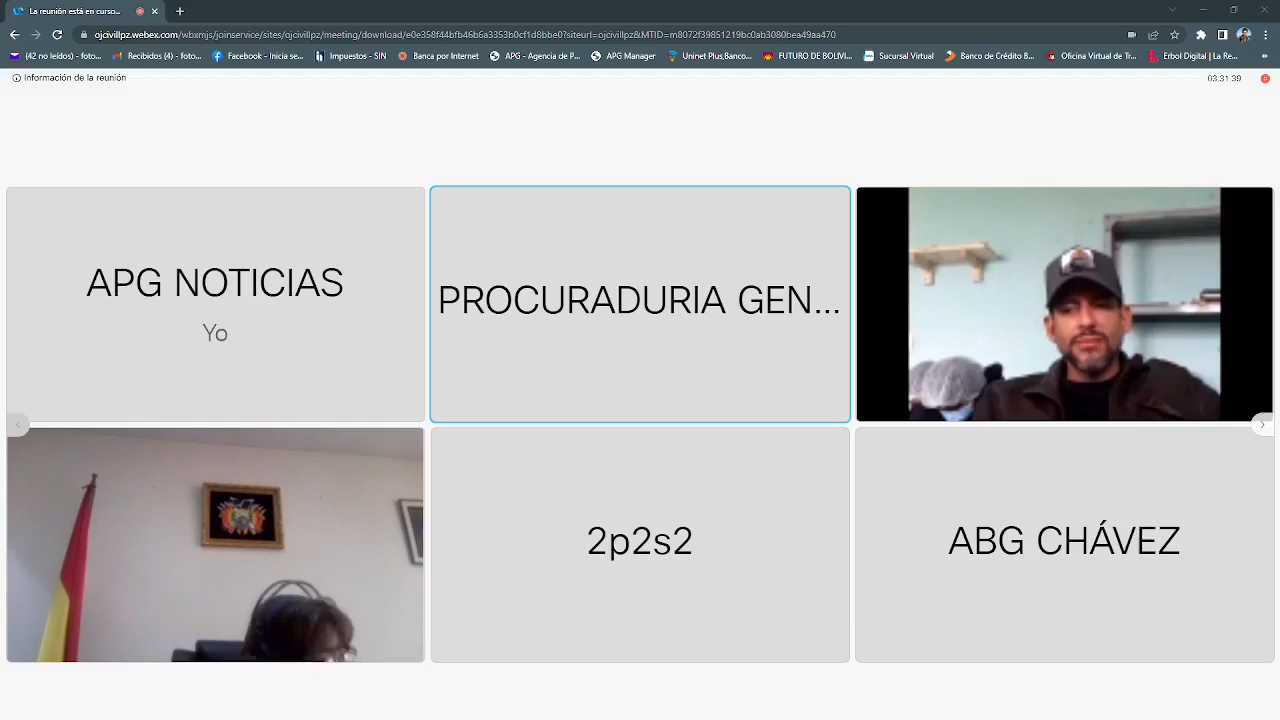 La reunión está en curso...
ojcivillpz.webex.com/wbxmjs/joinservice/sites/ojcivillpz/meeting/download/e0e358f44bfb46b6a3353c0cf1d8bbe0?siteurl=ojcivillpz&MTID=m8072f39851219bc0ab3080bea49aa470
(42 no leído) - foto... Recibidos (4) - foto... Facebook - Inicia se... Impuestos - SIN Banca por Internet APG - Agencia de P... APG Manager Uninet Plus,Banco... FUTURO DE BOLIVI... Sucursal Virtual Banco de Crédito B... Oficina Virtual de Tr... Erbol Digital | La Re... »
Información de la reunión 03:31:39
APG NOTICIAS
Yo
PROCURADURIA GEN...
2p2s2
ABG CHÁVEZ